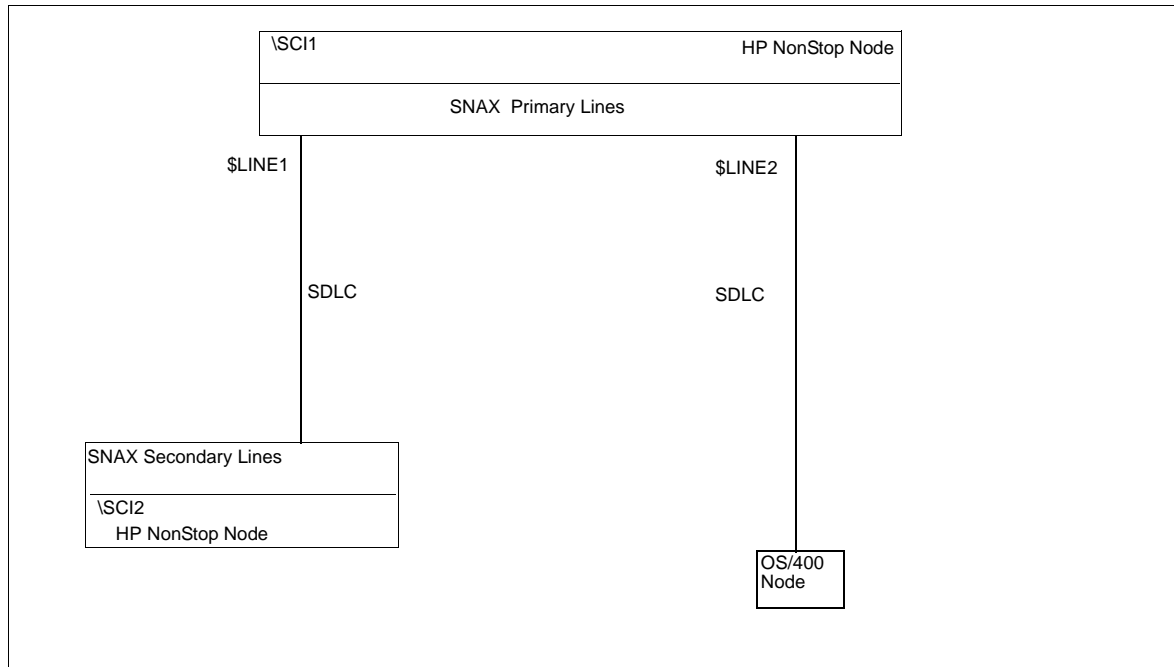 \SCI1
HP NonStop Node
SNAX Primary Lines
$LINE1
$LINE2
SDLC
SDLC
SNAX Secondary Lines
\SCI2
HP NonStop Node
OS/400
Node